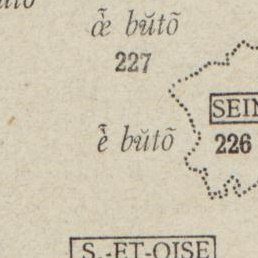 œ̃̀ bŭtõ
227
SEIN
ẽ̀ bŭtõ
226
S.-ET-OISE